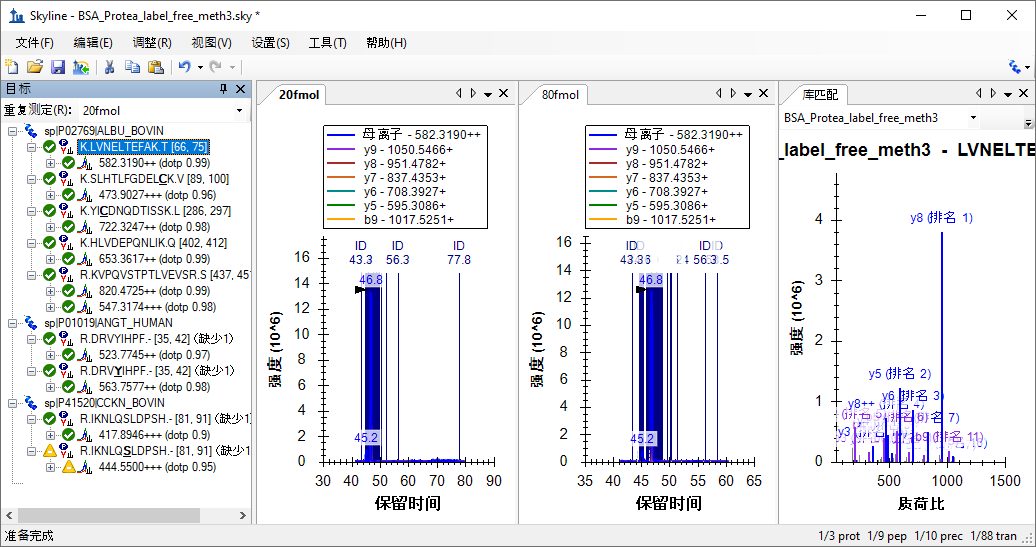 Skyline - BSA_Protea_label_free_meth3.sky *
文件(F) 编辑(E) 调整(R) 视图(V) 设置(S) 工具(T) 帮助(H)
目标
重复测定(R): 20fmol
sp|P02769|ALBU_BOVIN
K.LVNELTEFAK.T [66, 75]
582.3190++ (dotp 0.99)
K.SLHTLFGDELCK.V [89, 100]
473.9027+++ (dotp 0.96)
K.YICDNQDTISSK.L [286, 297]
722.3247++ (dotp 0.98)
K.HLVDEPQNLIK.Q [402, 412]
653.3617++ (dotp 0.99)
R.KVPQVSTPTLVEVSR.S [437, 45
820.4725++ (dotp 0.99)
547.3174+++ (dotp 0.98)
sp|P01019|ANGT_HUMAN
R.DRVYIHPF.- [35, 42] (缺少1)
523.7745++ (dotp 0.97)
R.DRVYIHPF.- [35, 42] (缺少1)
563.7577++ (dotp 0.98)
sp|P41520|CCKN_BOVIN
R.IKNLQSLDPSH.- [81, 91] (缺少1
417.8946+++ (dotp 0.9)
R.IKNLQSLDPSH.- [81, 91] (缺少1
444.5500+++ (dotp 0.95)
20fmol
母离子 - 582.3190++
y9 - 1050.5466+
y8 - 951.4782+
y7 - 837.4353+
y6 - 708.3927+
y5 - 595.3086+
b9 - 1017.5251+
ID ID ID
43.3 56.3 77.8
46.8
45.2
强度 (10^6)
16
14
12
10
8
6
4
2
0
30 40 50 60 70 80 90
保留时间
80fmol
母离子 - 582.3190++
y9 - 1050.5466+
y8 - 951.4782+
y7 - 837.4353+
y6 - 708.3927+
y5 - 595.3086+
b9 - 1017.5251+
46.8
45.2
强度 (10^6)
16
14
12
10
8
6
4
2
0
35 40 45 50 55 60 65
保留时间
库匹配
BSA_Protea_label_free_meth3
_label_free_meth3 - LVNELTEFAK
y8 (排名 1)
y5 (排名 2)
y6 (排名 3)
强度 (10^6)
4
3
2
1
0
500 1000 1500
质荷比
准备完成
1/3 prot 1/9 pep 1/10 prec 1/88 tran